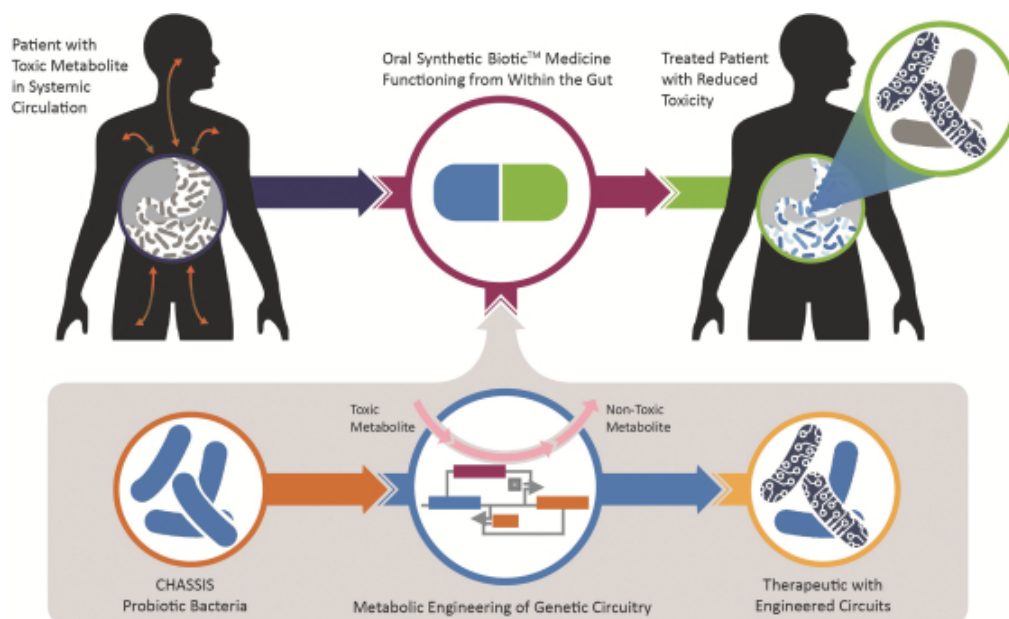 Patient with
Toxic Metabolite
in Systemic
Circulation
Oral Synthetic Biotic™ Medicine
Functioning from Within the Gut
Treated Patient
with Reduced
Toxicity
Toxic
Metabolite
Non-Toxic
Metabolite
CHASSIS
Probiotic Bacteria
Metabolic Engineering of Genetic Circuitry
Therapeutic with
Engineered Circuits